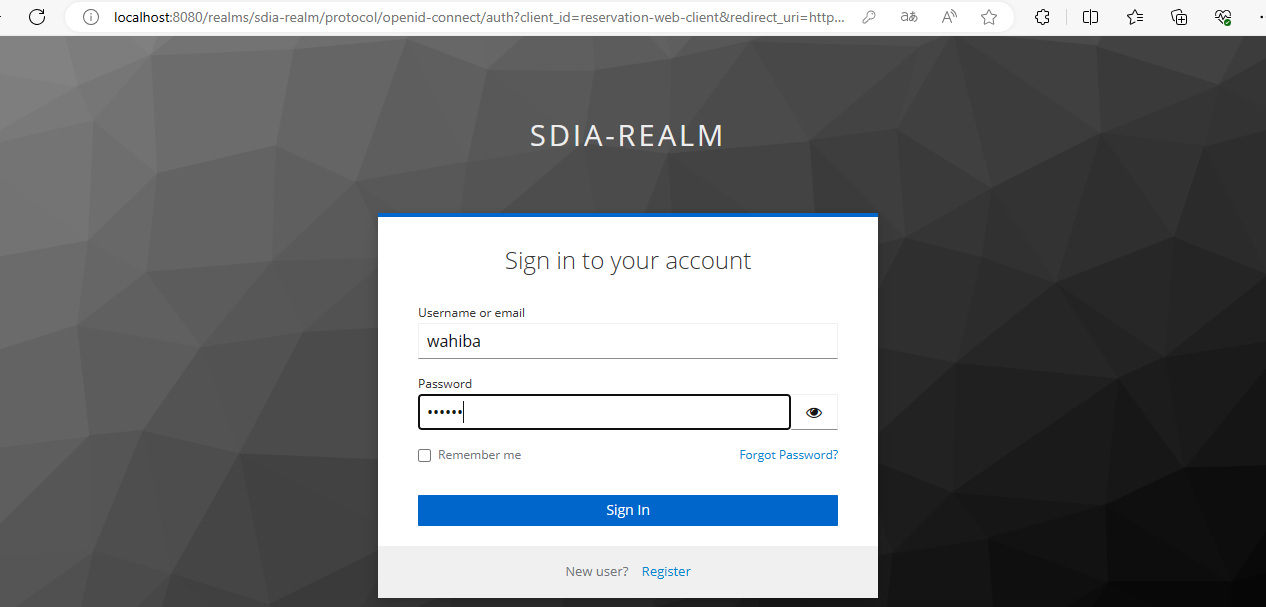 localhost:8080/realms/sdia-realm/protocol/openid-connect/auth?client_id=reservation-web-client&redirect_uri=http...
SDIA-REALM
Sign in to your account
Username or email
wahiba
Password
••••••
Remember me
Forgot Password?
Sign In
New user? Register